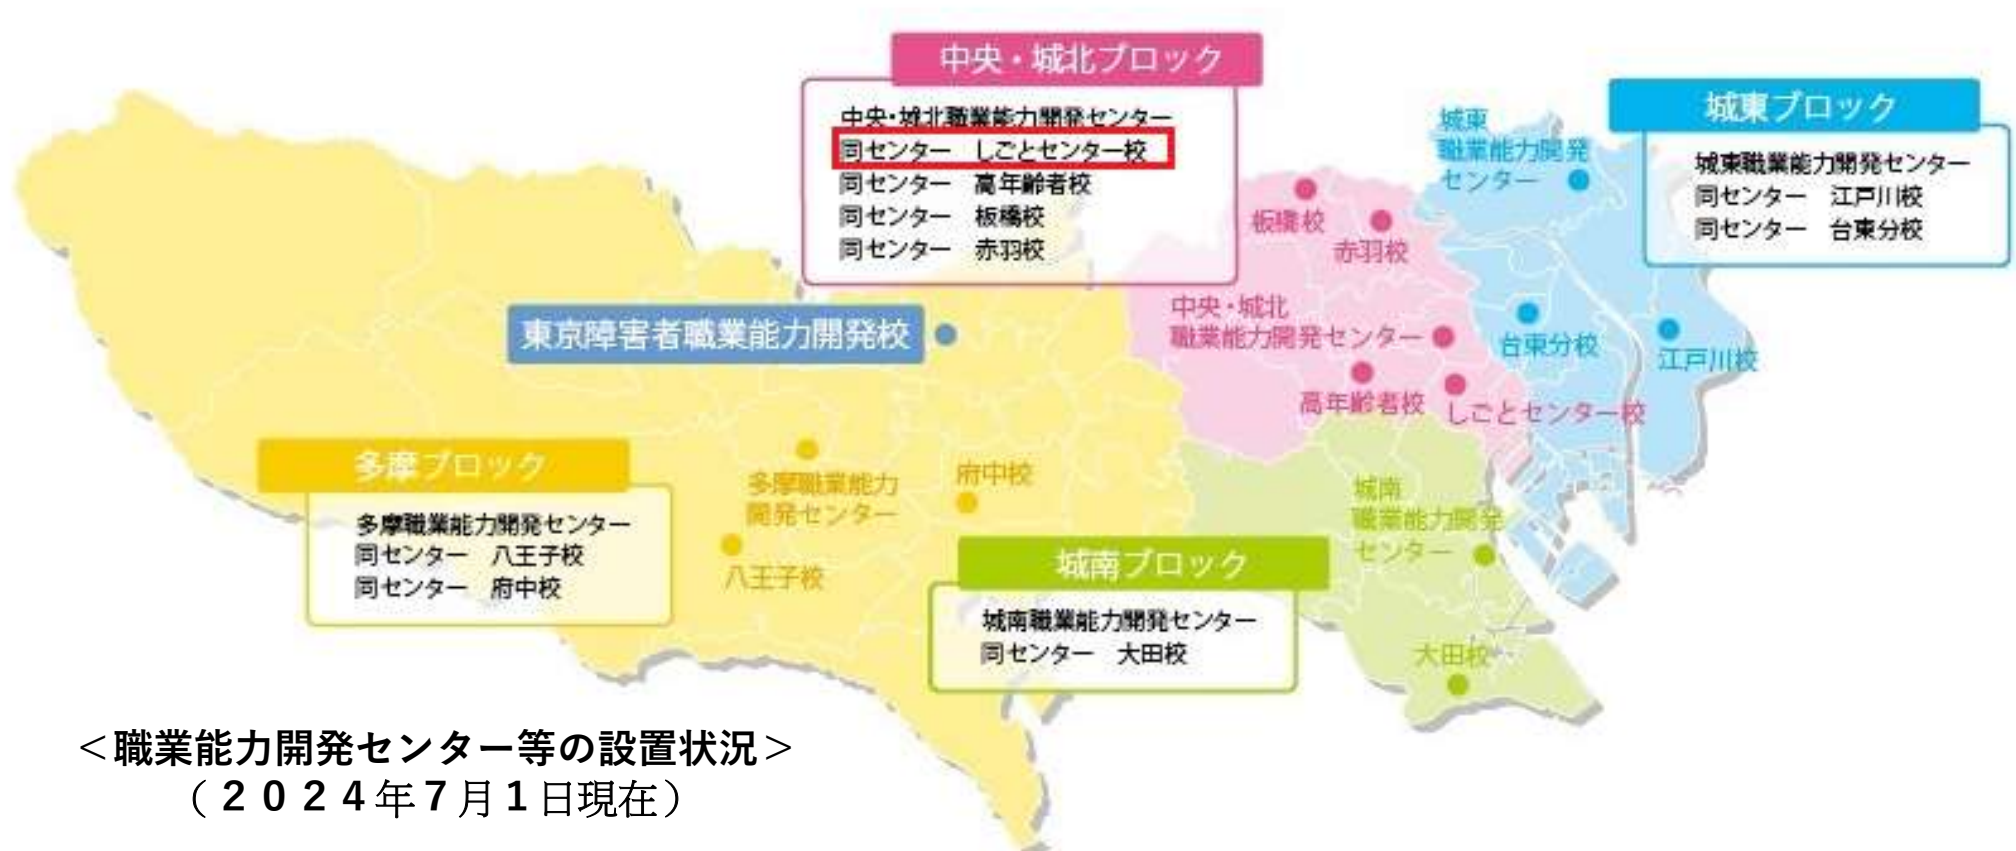 中央・城北ブロック
中央・城北職業能力開発センター
同センター　しごとセンター校
同センター　高年齢者校
同センター　板橋校
同センター　赤羽校
城東ブロック
城東職業能力開発センター
同センター　江戸川校
同センター　台東分校
城東
職業能力開発
センター
板橋校
赤羽校
中央・城北
職業能力開発センター
高年齢者校
しごとセンター校
台東分校
江戸川校
東京障害者職業能力開発校
多摩ブロック
多摩職業能力開発センター
同センター　八王子校
同センター　府中校
多摩職業能力
開発センター
府中校
八王子校
城南ブロック
城南職業能力開発センター
同センター　大田校
城南
職業能力開発
センター
大田校
＜職業能力開発センター等の設置状況＞
（２０２４年７月１日現在）